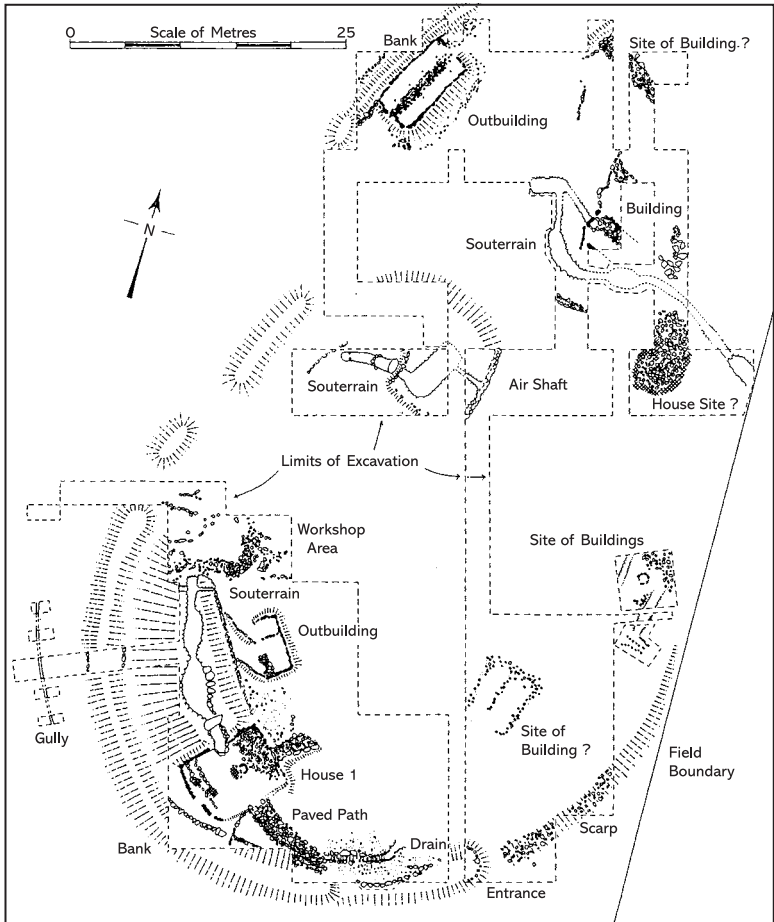 Scale of Metres
0 25
Bank
Site of Building.?
Outbuilding
N
Building
Souterrain
Souterrain
Air Shaft
House Site ?
Limits of Excavation
Workshop
Area
Site of Buildings
Souterrain
Outbuilding
Gully
Site of
Building ?
House 1
Field
Boundary
Paved Path
Scarp
Bank
Drain
Entrance